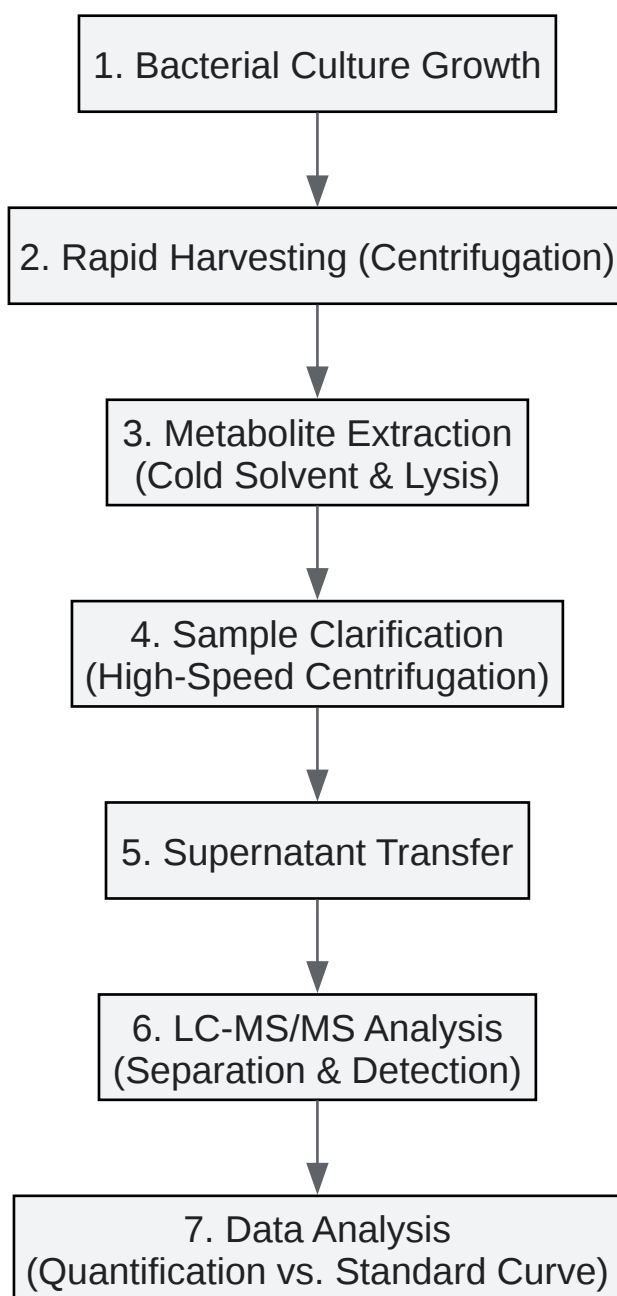 1. Bacterial Culture Growth
2. Rapid Harvesting (Centrifugation)
3. Metabolite Extraction
(Cold Solvent & Lysis)
4. Sample Clarification
(High-Speed Centrifugation)
5. Supernatant Transfer
6. LC-MS/MS Analysis
(Separation & Detection)
7. Data Analysis
(Quantification vs. Standard Curve)